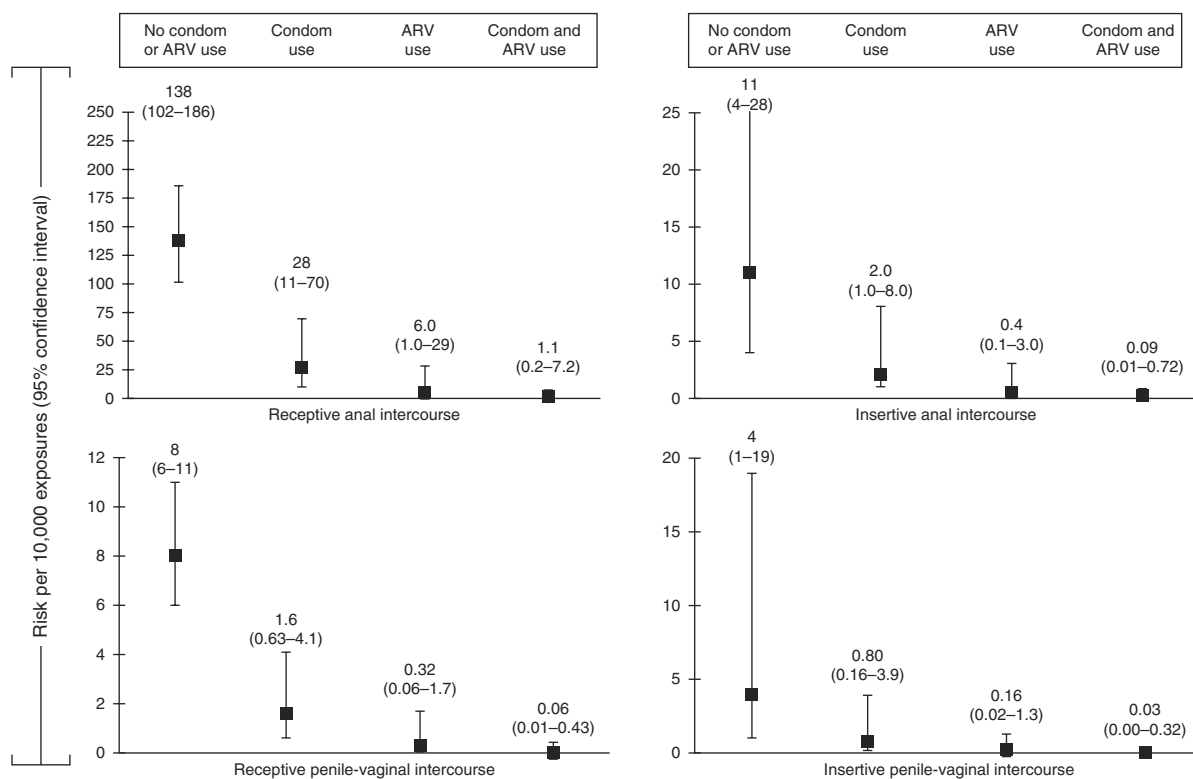 No condom
or ARV use
Condom
use
ARV
use
Condom and
ARV use
No condom
or ARV use
Condom
use
ARV
use
Condom and
ARV use
Risk per 10,000 exposures (95% confidence interval)
138
(102–186)
28
(11–70)
6.0
(1.0–29)
1.1
(0.2–7.2)
250
225
200
175
150
125
100
75
50
25
0
Receptive anal intercourse
11
(4–28)
2.0
(1.0–8.0)
0.4
(0.1–3.0)
0.09
(0.01–0.72)
25
20
15
10
5
0
Insertive anal intercourse
8
(6–11)
1.6
(0.63–4.1)
0.32
(0.06–1.7)
0.06
(0.01–0.43)
12
10
8
6
4
2
0
Receptive penile-vaginal intercourse
4
(1–19)
0.80
(0.16–3.9)
0.16
(0.02–1.3)
0.03
(0.00–0.32)
20
15
10
5
0
Insertive penile-vaginal intercourse